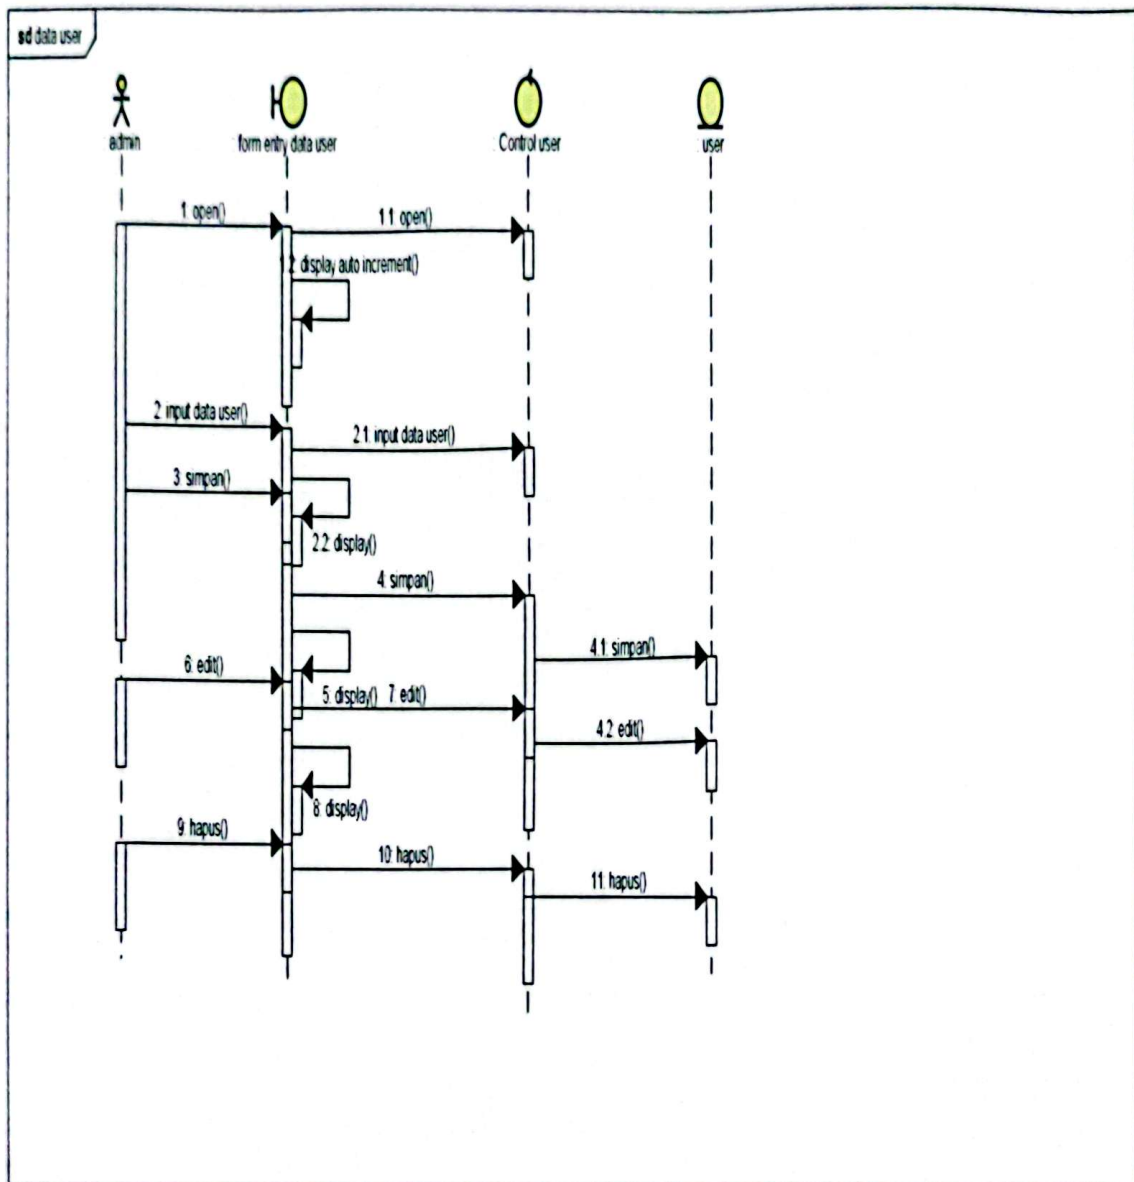 sd data user
admin
form entry data user
: Control user
user
1: open()
1.1: open()
1.2: display auto increment()
2: input data user()
2.1: input data user()
3: simpan()
2.2: display()
4: simpan()
4.1: simpan()
6: edit()
5: display()
7: edit()
4.2: edit()
8: display()
9: hapus()
10: hapus()
11: hapus()